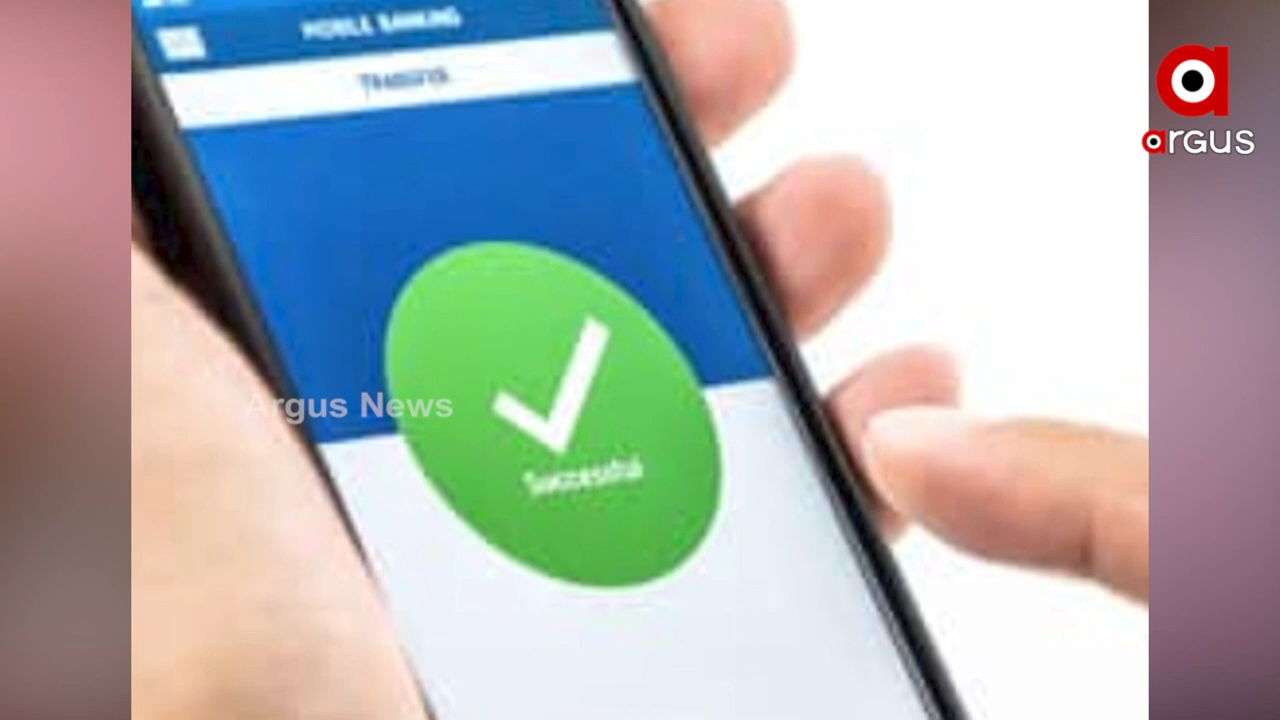 MOBILE BANKING
TRANSFER
Successful
Argus News
argus